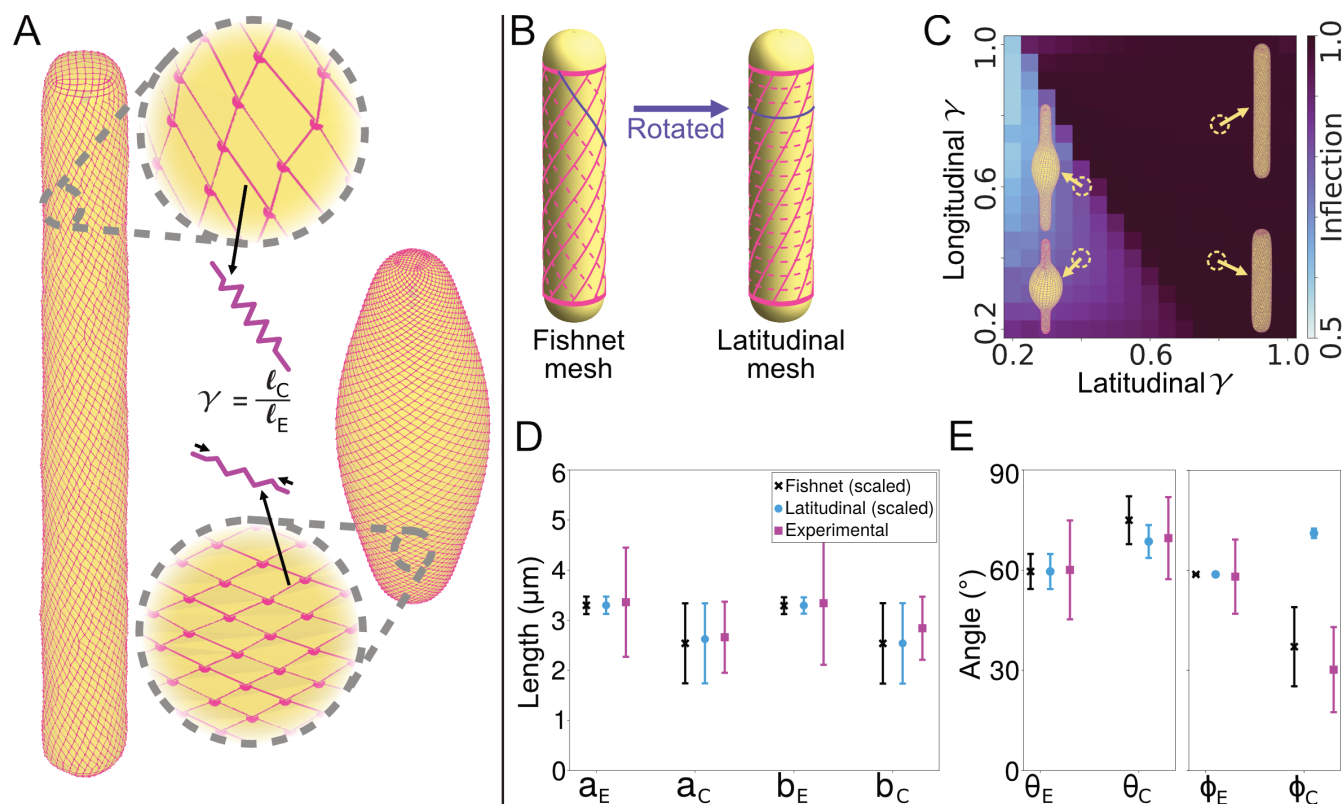 A
γ = ℓC / ℓE
B
Rotated
Fishnet
mesh
Latitudinal
mesh
C
Longitudinal γ
1.0
0.6
0.2
0.2
0.6
1.0
Latitudinal γ
1.0
Inflection
0.5
D
Length (μm)
6
5
4
3
2
1
0
Fishnet (scaled)
Latitudinal (scaled)
Experimental
aE
aC
bE
bC
E
Angle (°)
90
60
30
0
θE
θC
ϕE
ϕC